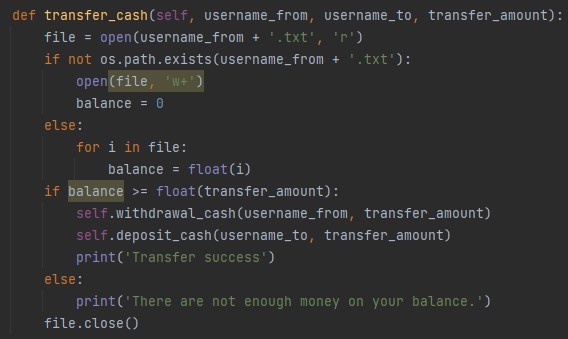 def transfer_cash(self, username_from, username_to, transfer_amount):
    file = open(username_from + '.txt', 'r')
    if not os.path.exists(username_from + '.txt'):
        open(file, 'w+')
        balance = 0
    else:
        for i in file:
            balance = float(i)
    if balance >= float(transfer_amount):
        self.withdrawal_cash(username_from, transfer_amount)
        self.deposit_cash(username_to, transfer_amount)
        print('Transfer success')
    else:
        print('There are not enough money on your balance.')
    file.close()